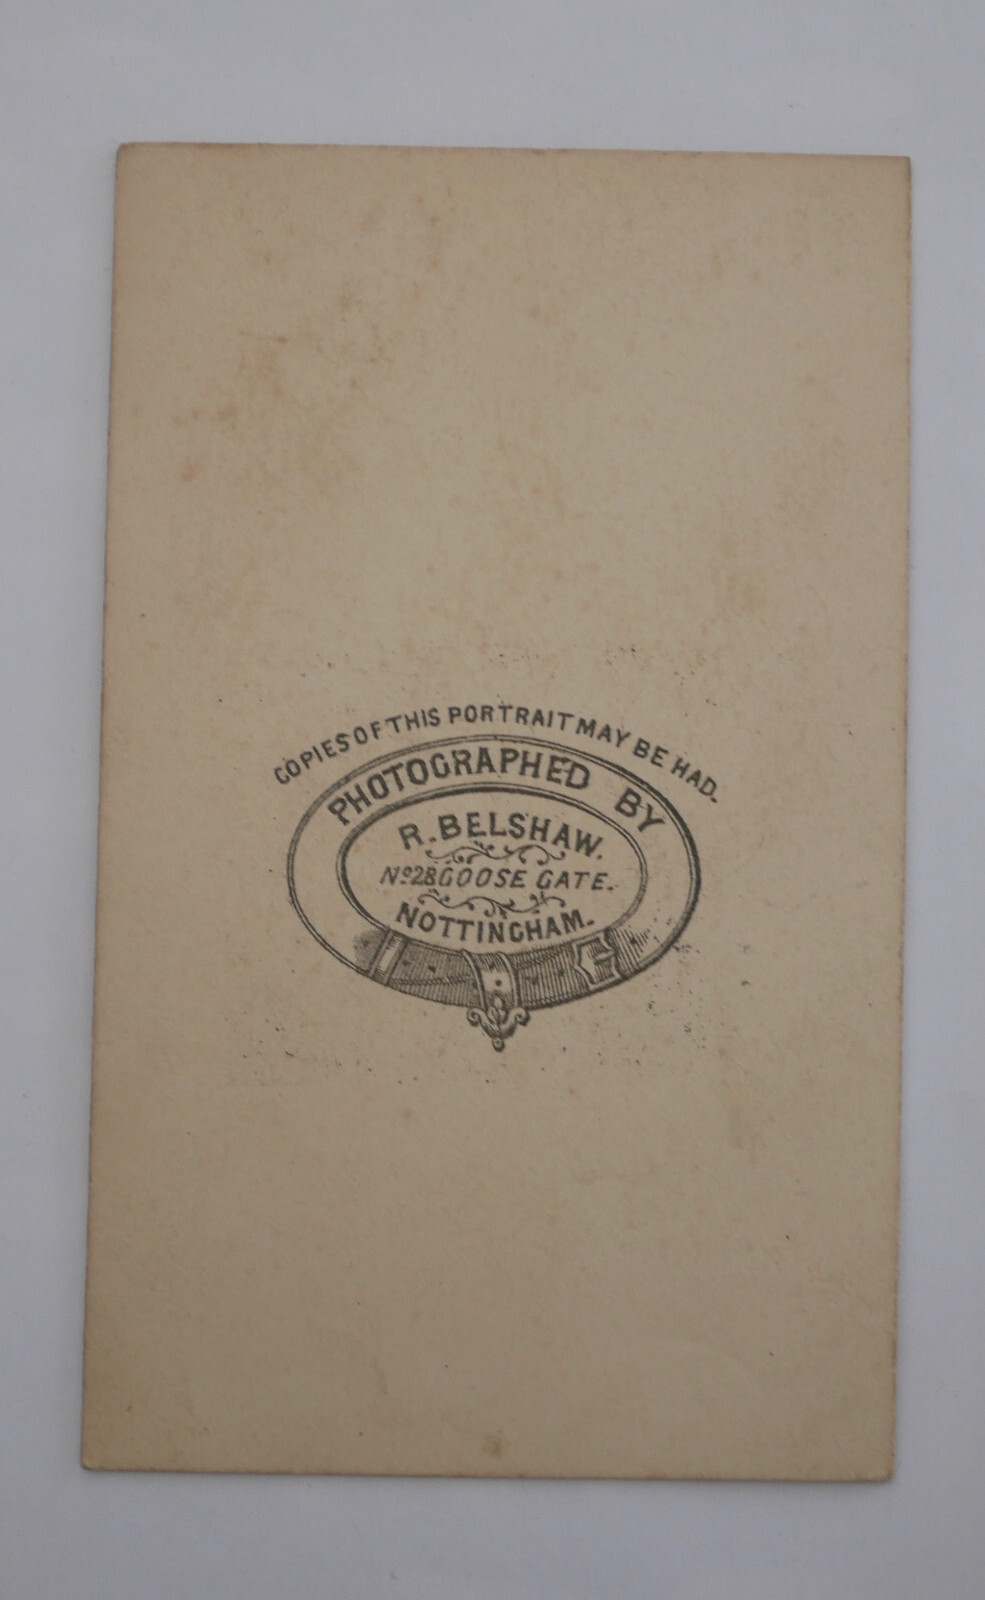 COPIES OF THIS PORTRAIT MAY BE HAD.
PHOTOGRAPHED BY
R. BELSHAW.
No 28 GOOSE GATE.
NOTTINGHAM.